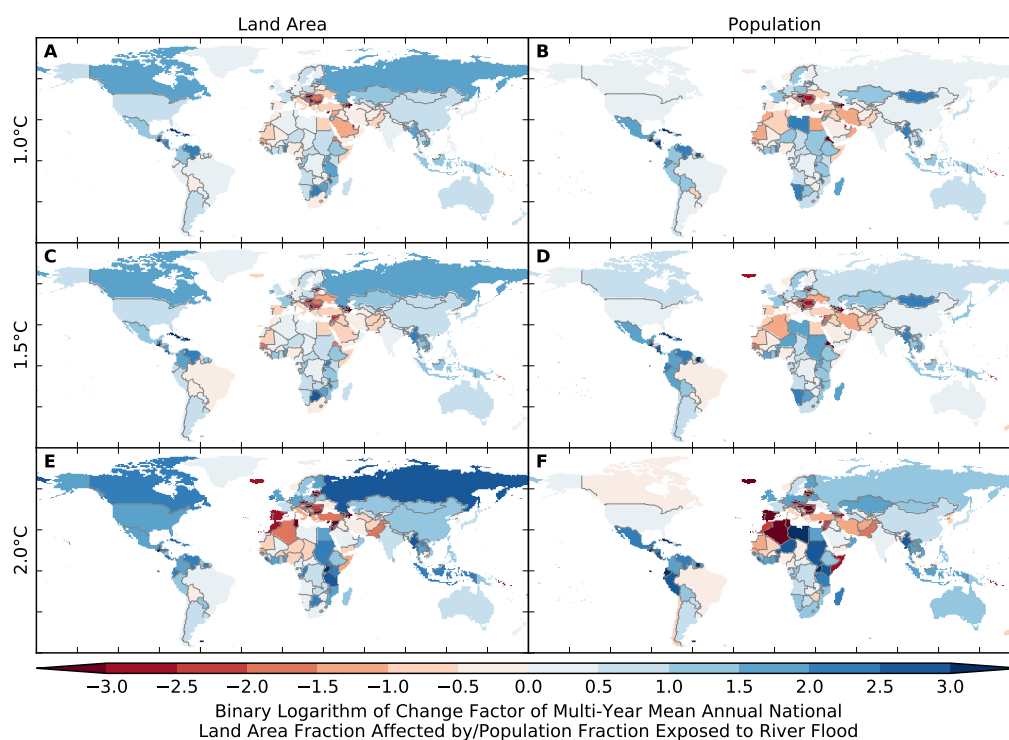 Land Area
Population
A
B
1.0°C
C
D
1.5°C
E
F
2.0°C
−3.0 −2.5 −2.0 −1.5 −1.0 −0.5 0.0 0.5 1.0 1.5 2.0 2.5 3.0
Binary Logarithm of Change Factor of Multi-Year Mean Annual National
Land Area Fraction Affected by/Population Fraction Exposed to River Flood